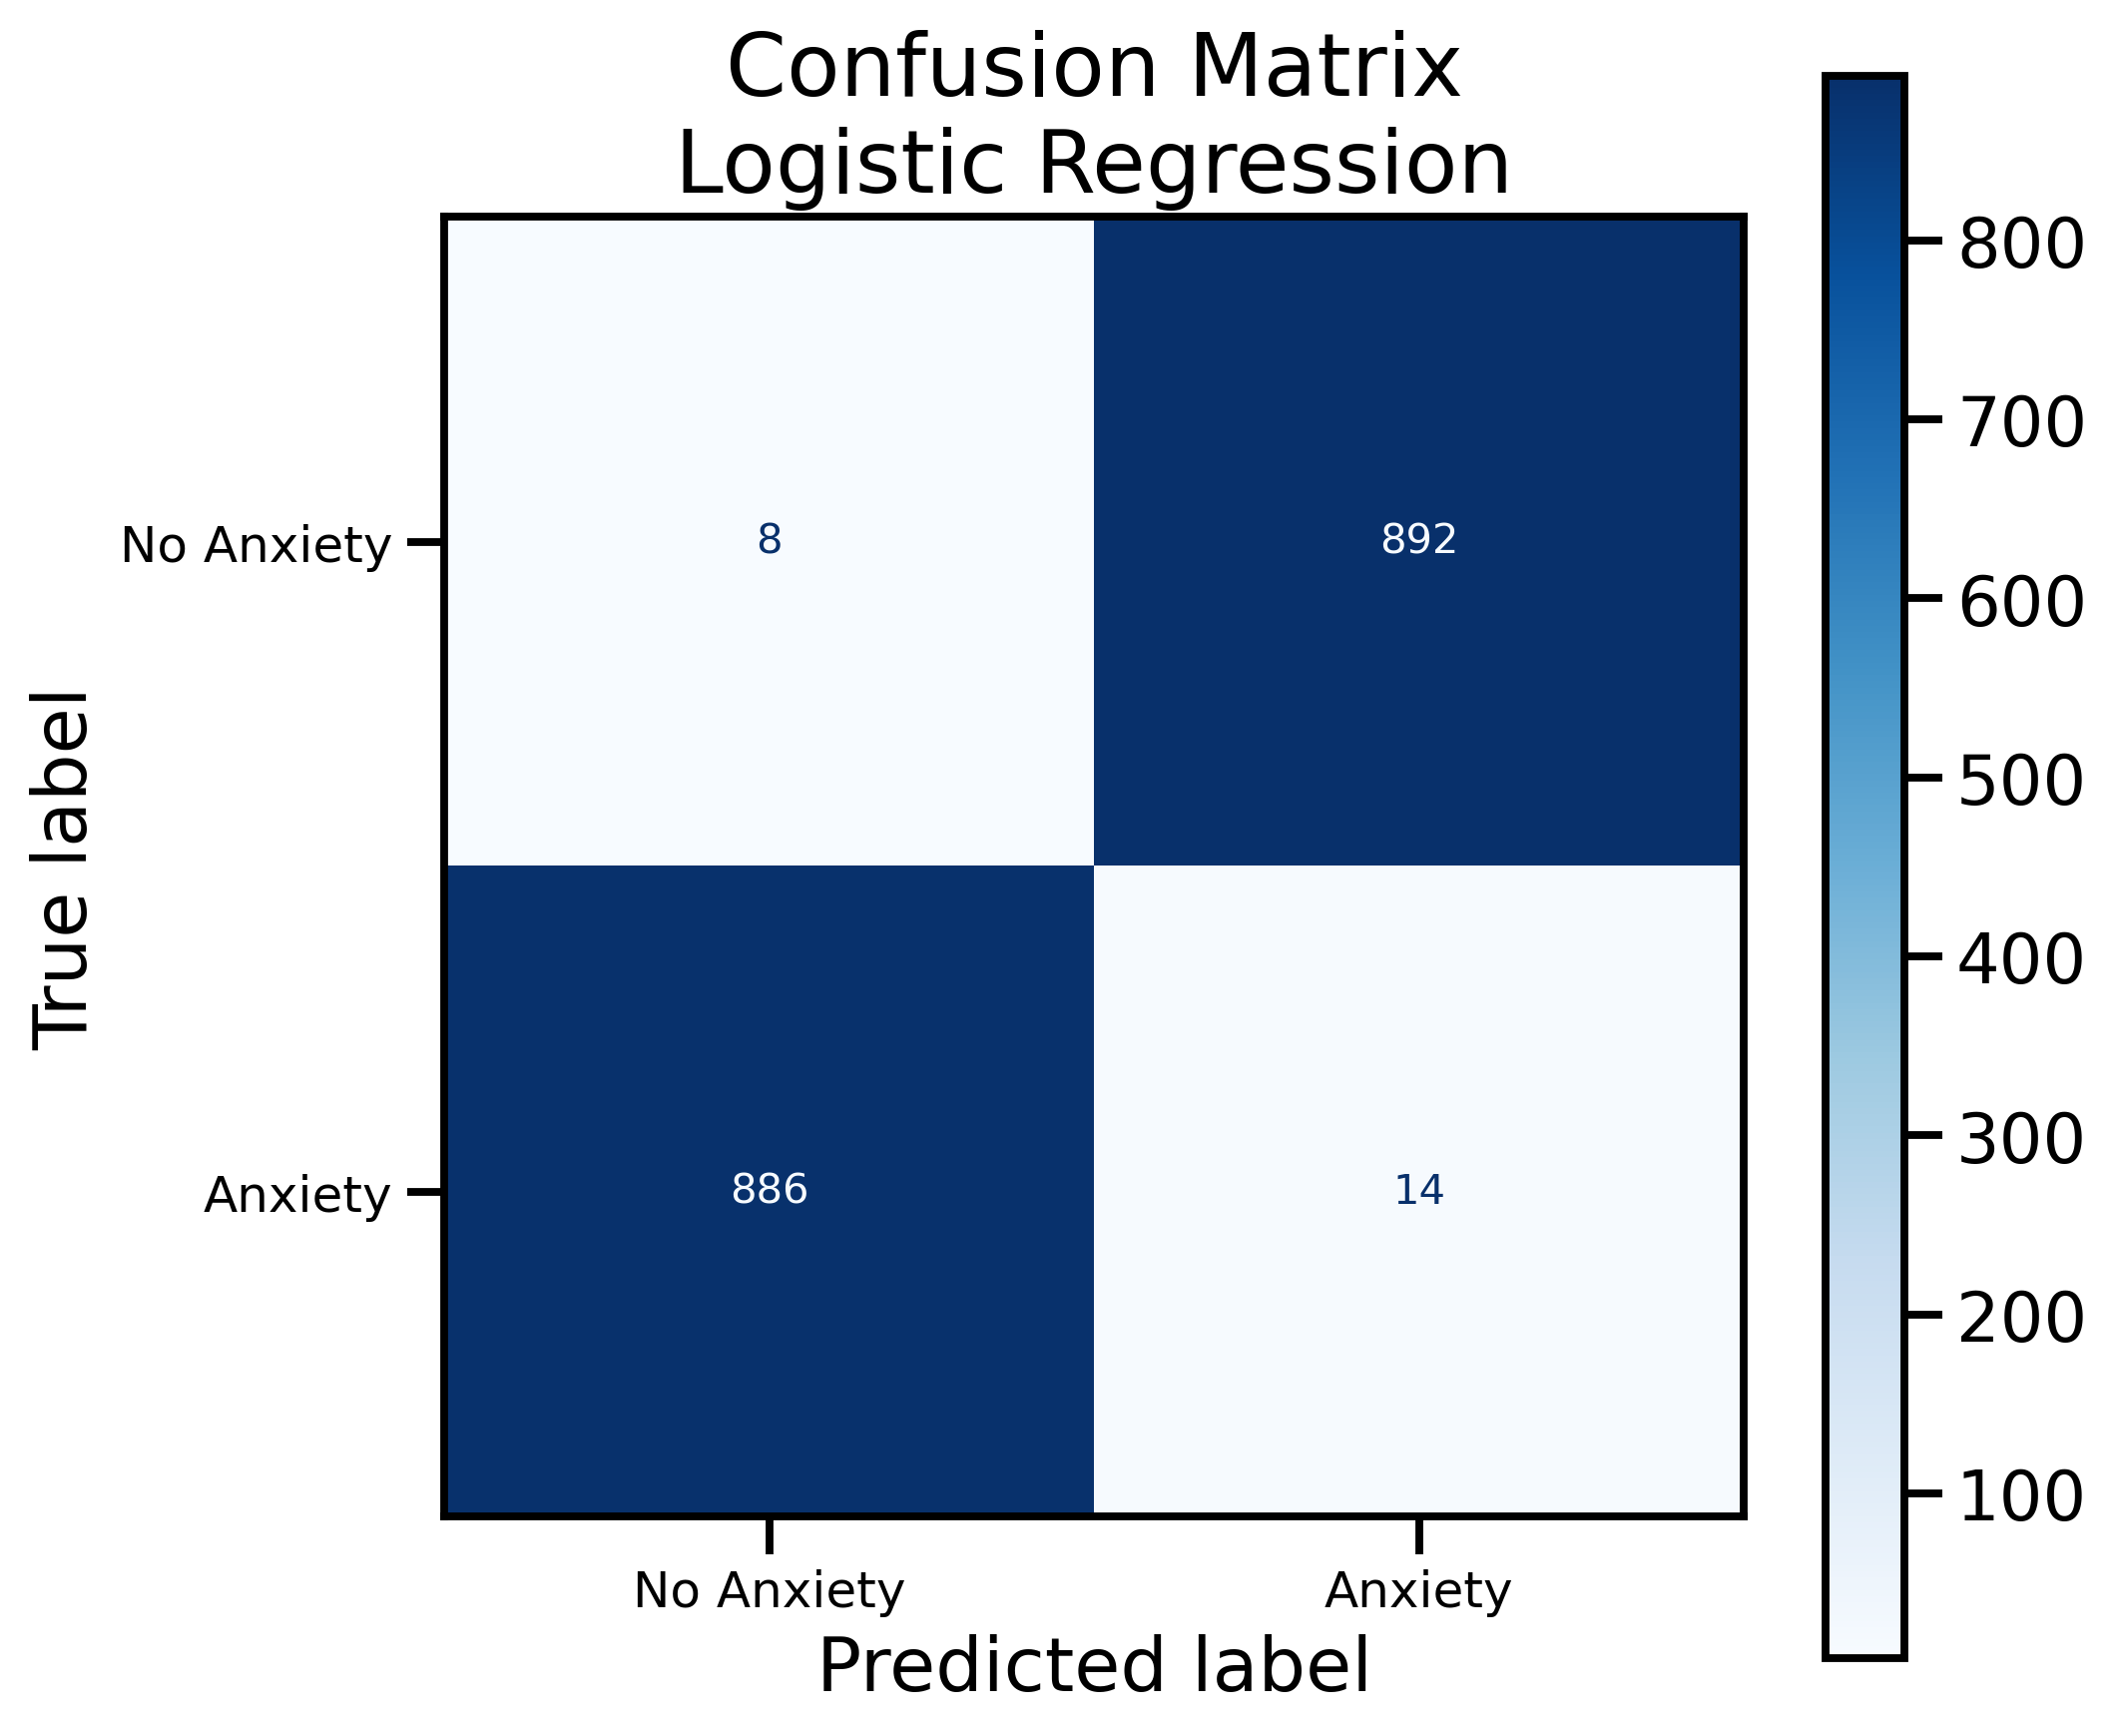 Confusion Matrix
Logistic Regression
True label
No Anxiety
Anxiety
8
892
886
14
No Anxiety
Anxiety
Predicted label
800
700
600
500
400
300
200
100